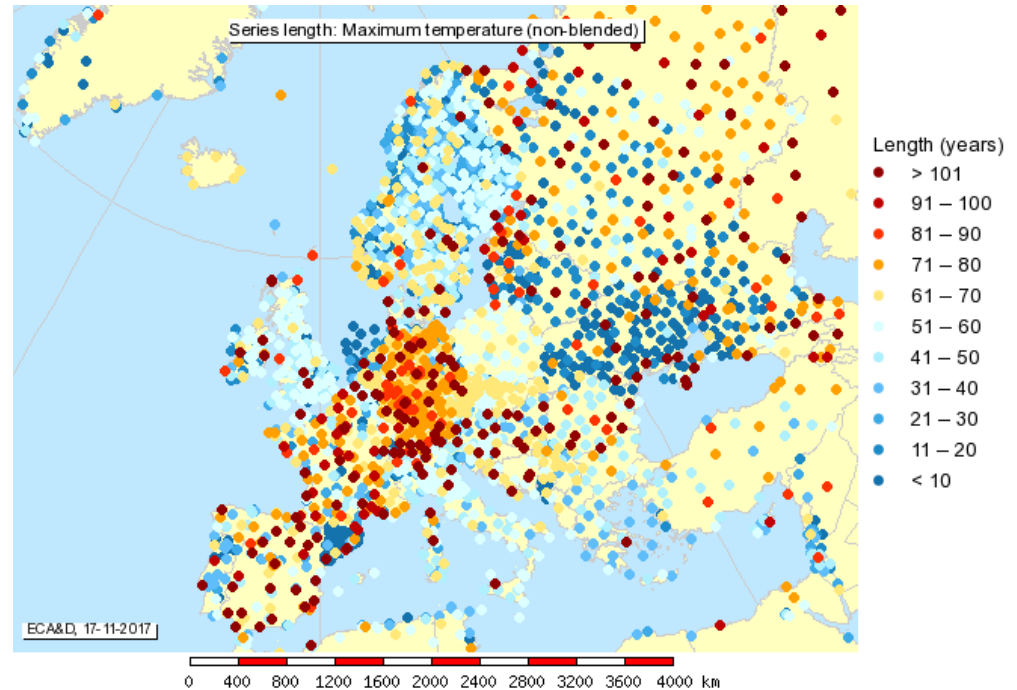 Series length: Maximum temperature (non-blended)
Length (years)
> 101
91 – 100
81 – 90
71 – 80
61 – 70
51 – 60
41 – 50
31 – 40
21 – 30
11 – 20
< 10
ECA&D, 17-11-2017
0 400 800 1200 1600 2000 2400 2800 3200 3600 4000 km